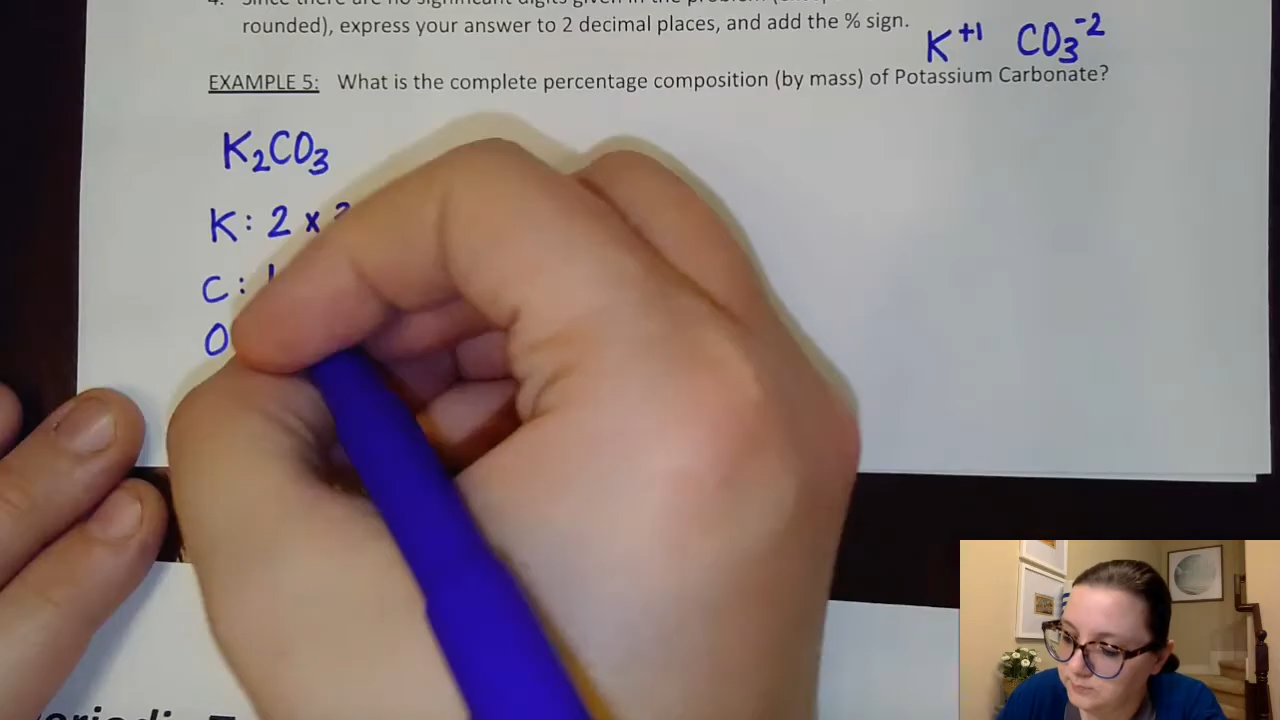 rounded), express your answer to 2 decimal places, and add the % sign.
K⁺¹ CO₃⁻²
EXAMPLE 5: What is the complete percentage composition (by mass) of Potassium Carbonate?
K₂CO₃
K: 2 x
C:
O